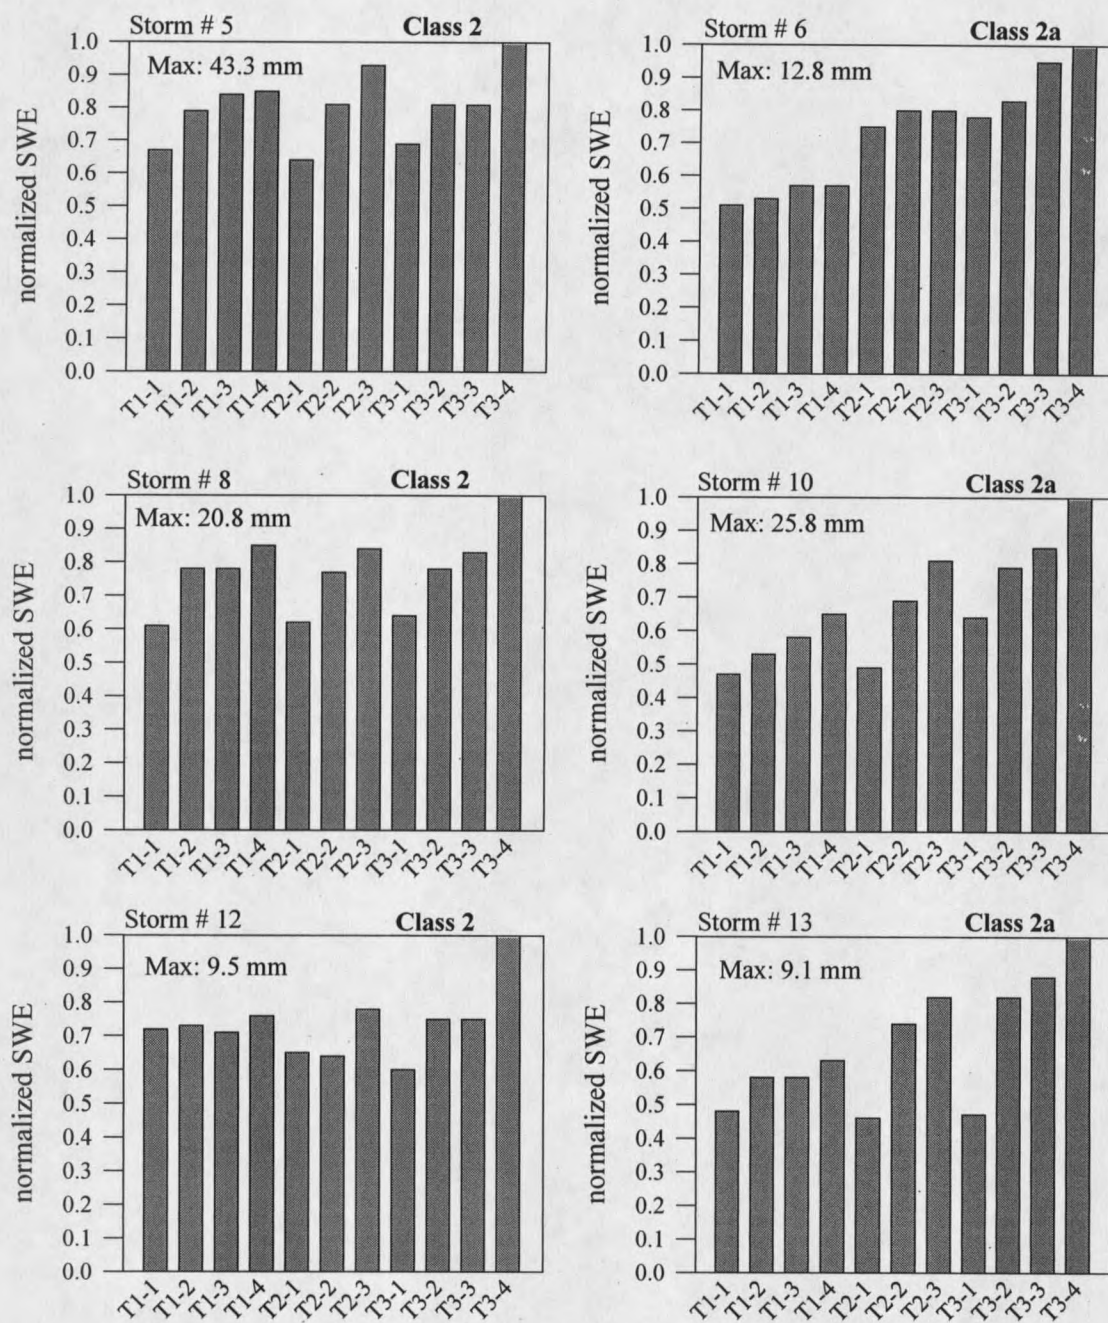 Storm # 5 Class 2
Max: 43.3 mm
normalized SWE
1.0
0.9
0.8
0.7
0.6
0.5
0.4
0.3
0.2
0.1
0.0
T1-1 T1-2 T1-3 T1-4 T2-1 T2-2 T2-3 T3-1 T3-2 T3-3 T3-4
Storm # 6 Class 2a
Max: 12.8 mm
normalized SWE
1.0
0.9
0.8
0.7
0.6
0.5
0.4
0.3
0.2
0.1
0.0
T1-1 T1-2 T1-3 T1-4 T2-1 T2-2 T2-3 T3-1 T3-2 T3-3 T3-4
Storm # 8 Class 2
Max: 20.8 mm
normalized SWE
1.0
0.9
0.8
0.7
0.6
0.5
0.4
0.3
0.2
0.1
0.0
T1-1 T1-2 T1-3 T1-4 T2-1 T2-2 T2-3 T3-1 T3-2 T3-3 T3-4
Storm # 10 Class 2a
Max: 25.8 mm
normalized SWE
1.0
0.9
0.8
0.7
0.6
0.5
0.4
0.3
0.2
0.1
0.0
T1-1 T1-2 T1-3 T1-4 T2-1 T2-2 T2-3 T3-1 T3-2 T3-3 T3-4
Storm # 12 Class 2
Max: 9.5 mm
normalized SWE
1.0
0.9
0.8
0.7
0.6
0.5
0.4
0.3
0.2
0.1
0.0
T1-1 T1-2 T1-3 T1-4 T2-1 T2-2 T2-3 T3-1 T3-2 T3-3 T3-4
Storm # 13 Class 2a
Max: 9.1 mm
normalized SWE
1.0
0.9
0.8
0.7
0.6
0.5
0.4
0.3
0.2
0.1
0.0
T1-1 T1-2 T1-3 T1-4 T2-1 T2-2 T2-3 T3-1 T3-2 T3-3 T3-4